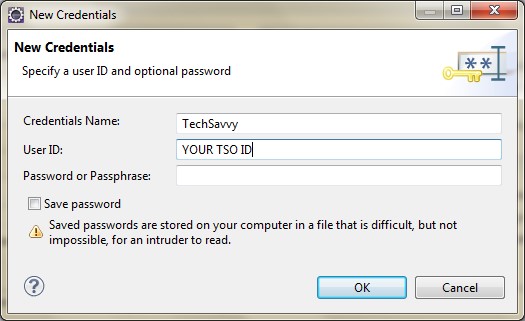 New Credentials
New Credentials
Specify a user ID and optional password
**
Credentials Name:
TechSavvy
User ID:
YOUR TSO ID
Password or Passphrase:
Save password
Saved passwords are stored on your computer in a file that is difficult, but not
impossible, for an intruder to read.
?
OK
Cancel